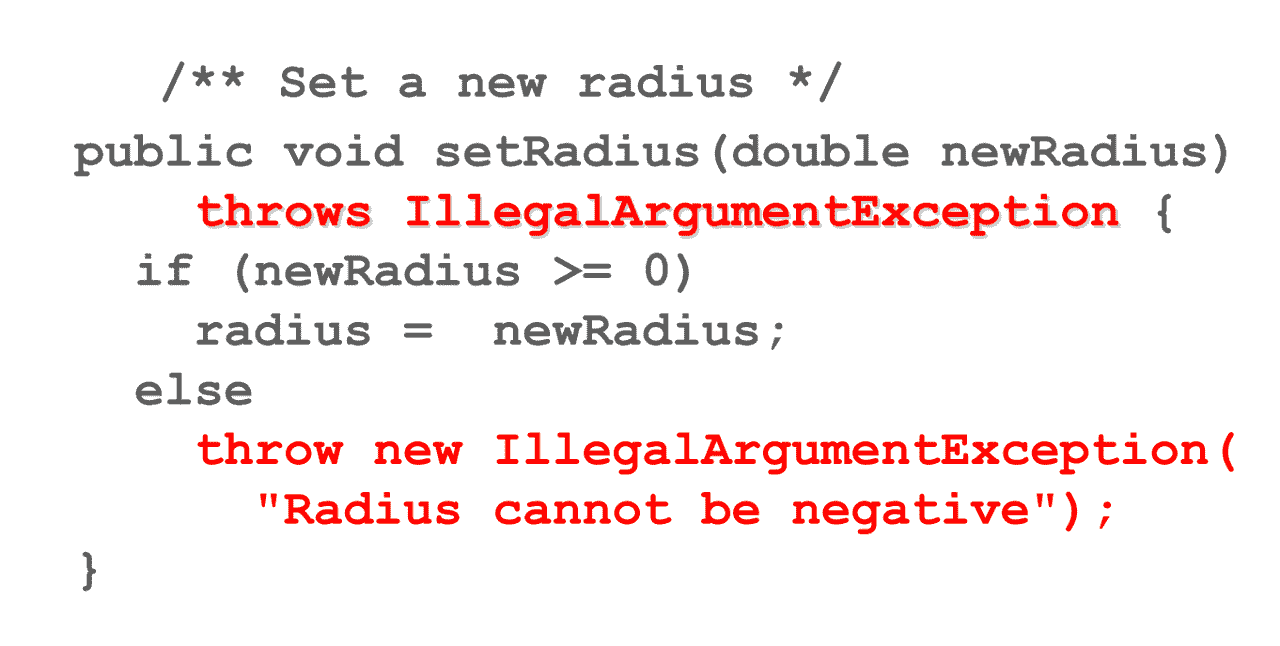 /** Set a new radius */
public void setRadius(double newRadius)
throws IllegalArgumentException {
if (newRadius >= 0)
radius =  newRadius;
else
throw new IllegalArgumentException(
"Radius cannot be negative");
}